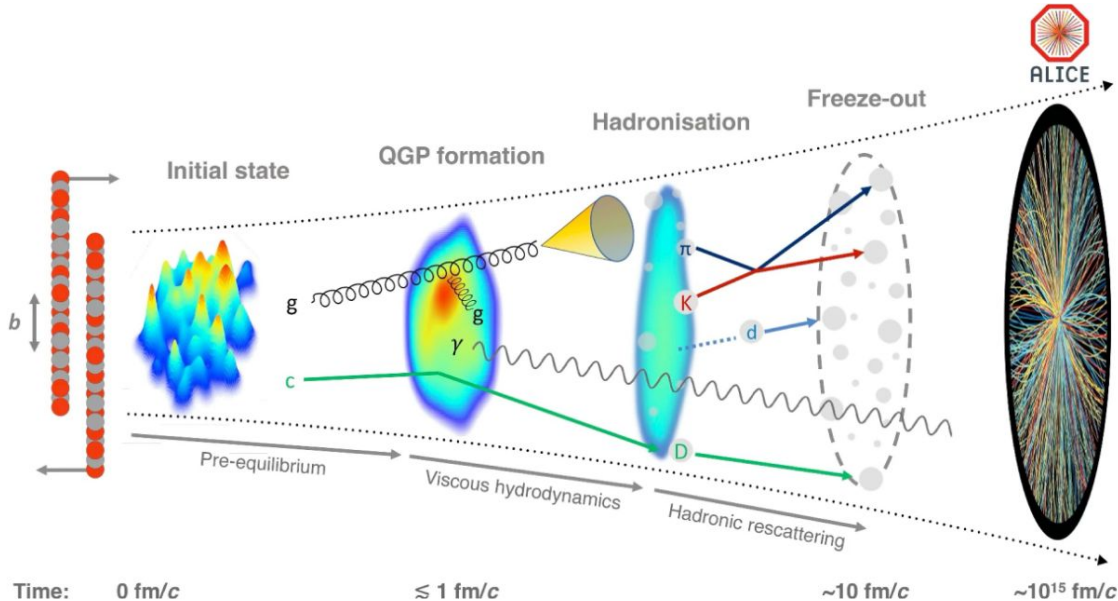 ALICE
Freeze-out
Hadronisation
QGP formation
Initial state
b
g
g
γ
c
π
K
d
D
Pre-equilibrium
Viscous hydrodynamics
Hadronic rescattering
Time: 0 fm/c ≲ 1 fm/c ~10 fm/c ~10¹⁵ fm/c